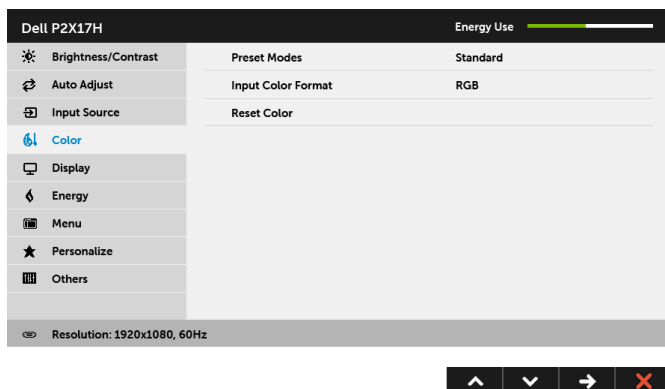 Dell P2X17H Energy Use
Brightness/Contrast Preset Modes Standard
Auto Adjust Input Color Format RGB
Input Source Reset Color
Color
Display
Energy
Menu
Personalize
Others
Resolution: 1920x1080, 60Hz